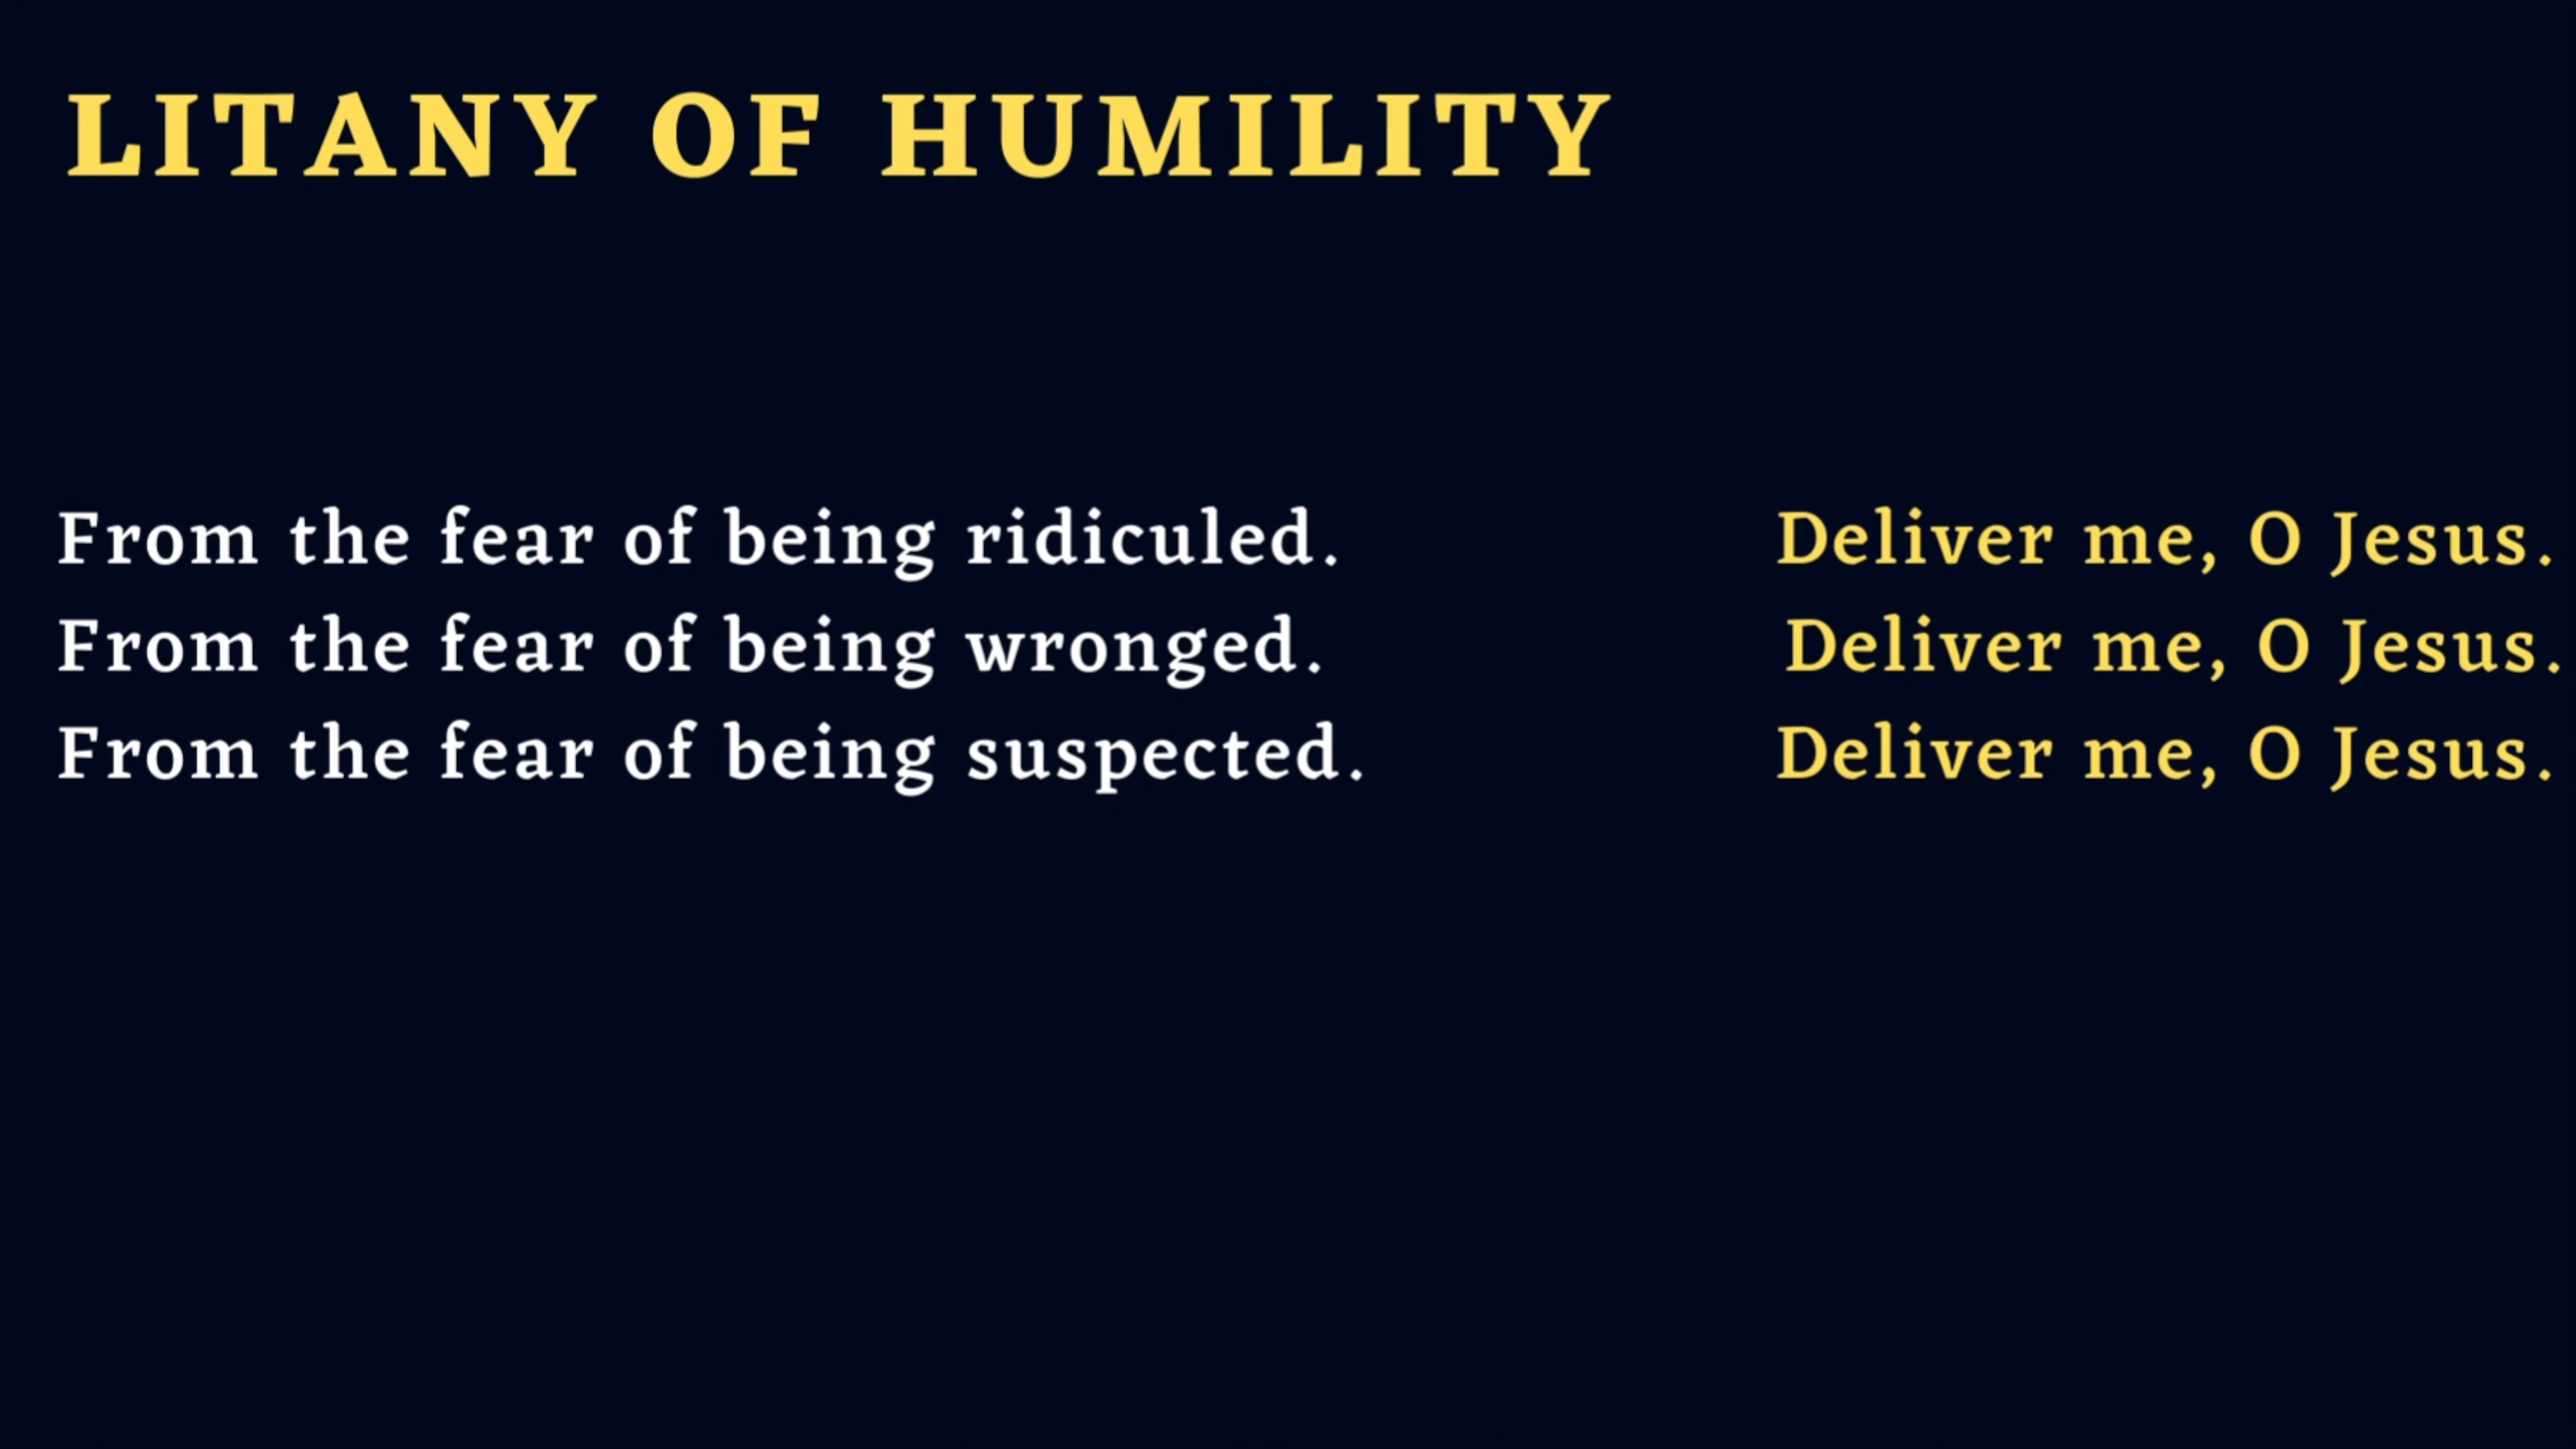 LITANY OF HUMILITY
From the fear of being ridiculed. Deliver me, O Jesus.
From the fear of being wronged. Deliver me, O Jesus.
From the fear of being suspected. Deliver me, O Jesus.